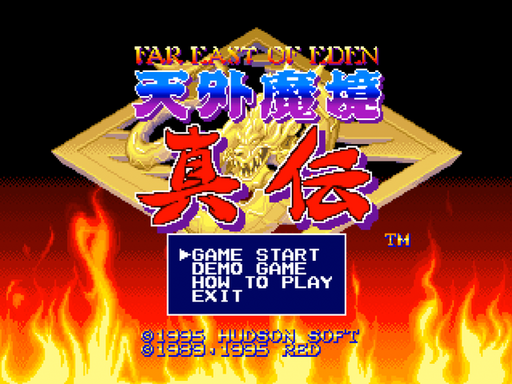 FAR EAST OF EDEN
天外魔境
真伝
TM
▶GAME START
DEMO GAME
HOW TO PLAY
EXIT
©1995 HUDSON SOFT
©1989,1995 RED